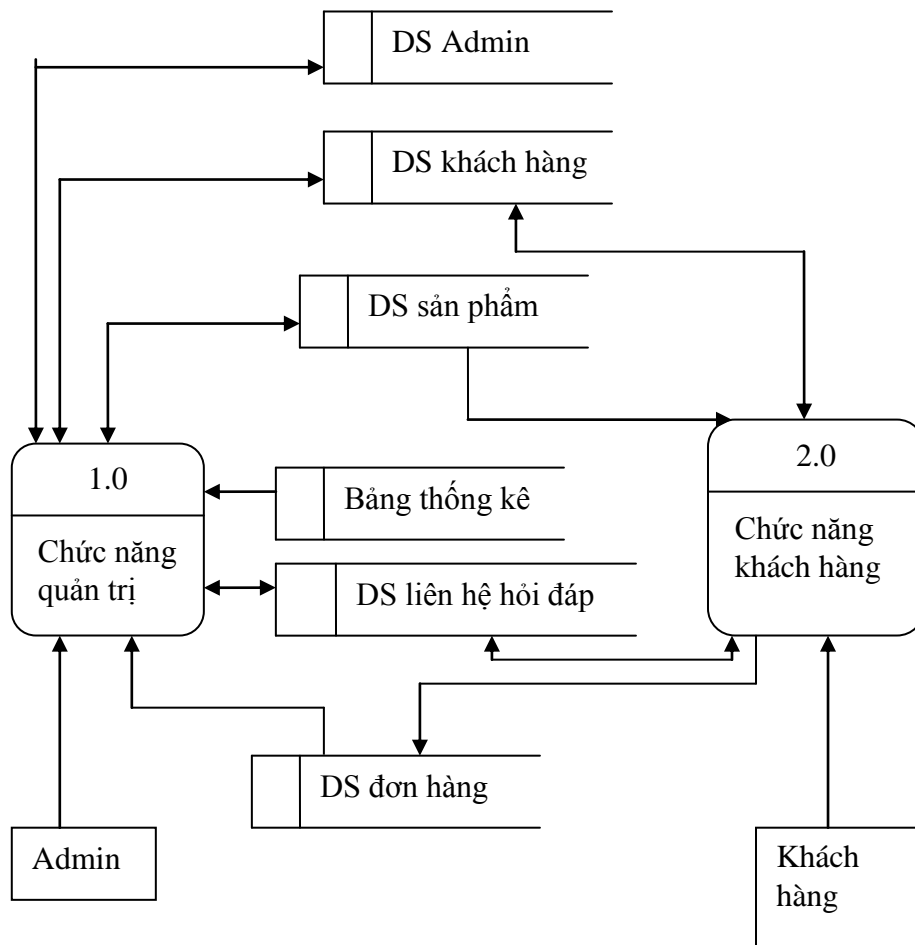 DS Admin
DS khách hàng
DS sản phẩm
1.0
Chức năng
quản trị
2.0
Chức năng
khách hàng
Bảng thống kê
DS liên hệ hỏi đáp
DS đơn hàng
Admin
Khách
hàng